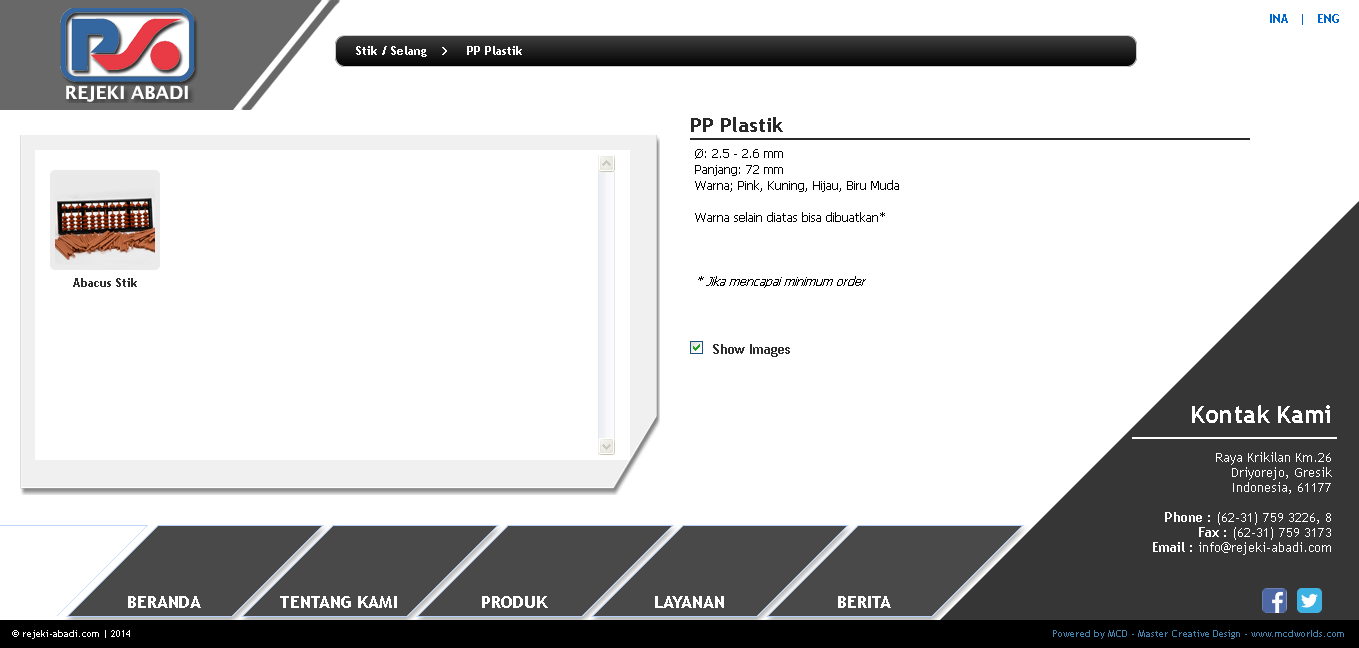 REJEKI ABADI
INA | ENG
Stik / Selang > PP Plastik
PP Plastik
Ø: 2.5 - 2.6 mm
Panjang: 72 mm
Warna; Pink, Kuning, Hijau, Biru Muda
Warna selain diatas bisa dibuatkan*
* Jika mencapai minimum order
Show Images
Abacus Stik
Kontak Kami
Raya Krikilan Km.26
Driyorejo, Gresik
Indonesia, 61177
Phone : (62-31) 759 3226, 8
Fax : (62-31) 759 3173
Email : info@rejeki-abadi.com
BERANDA
TENTANG KAMI
PRODUK
LAYANAN
BERITA
© rejeki-abadi.com | 2014
Powered by MCD - Master Creative Design - www.mcdworlds.com